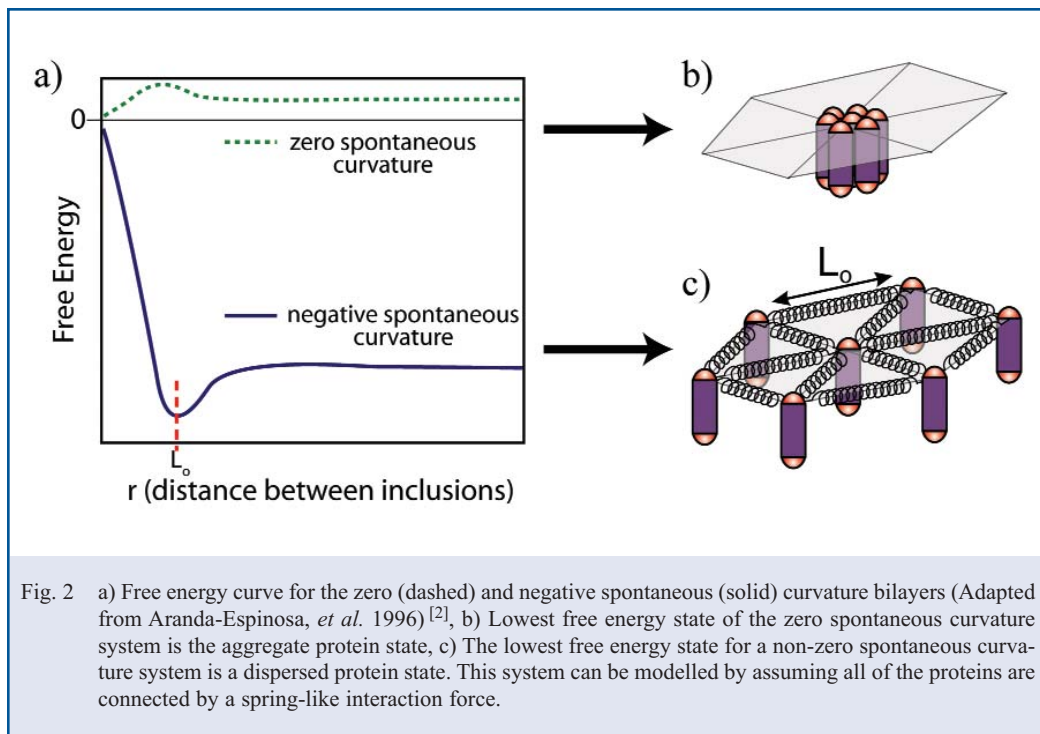 a)
0
zero spontaneous
curvature
negative spontaneous
curvature
Free Energy
Lo
r (distance between inclusions)
b)
c)
Lo
Fig. 2 a) Free energy curve for the zero (dashed) and negative spontaneous (solid) curvature bilayers (Adapted
from Aranda-Espinosa, et al. 1996) [2], b) Lowest free energy state of the zero spontaneous curvature
system is the aggregate protein state, c) The lowest free energy state for a non-zero spontaneous curva-
ture system is a dispersed protein state. This system can be modelled by assuming all of the proteins are
connected by a spring-like interaction force.